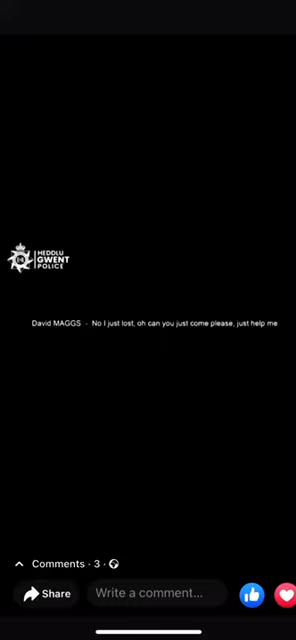 HEDDLU
GWENT
POLICE
David MAGGS - No I just lost, oh can you just come please, just help me
Comments · 3 ·
Share
Write a comment...